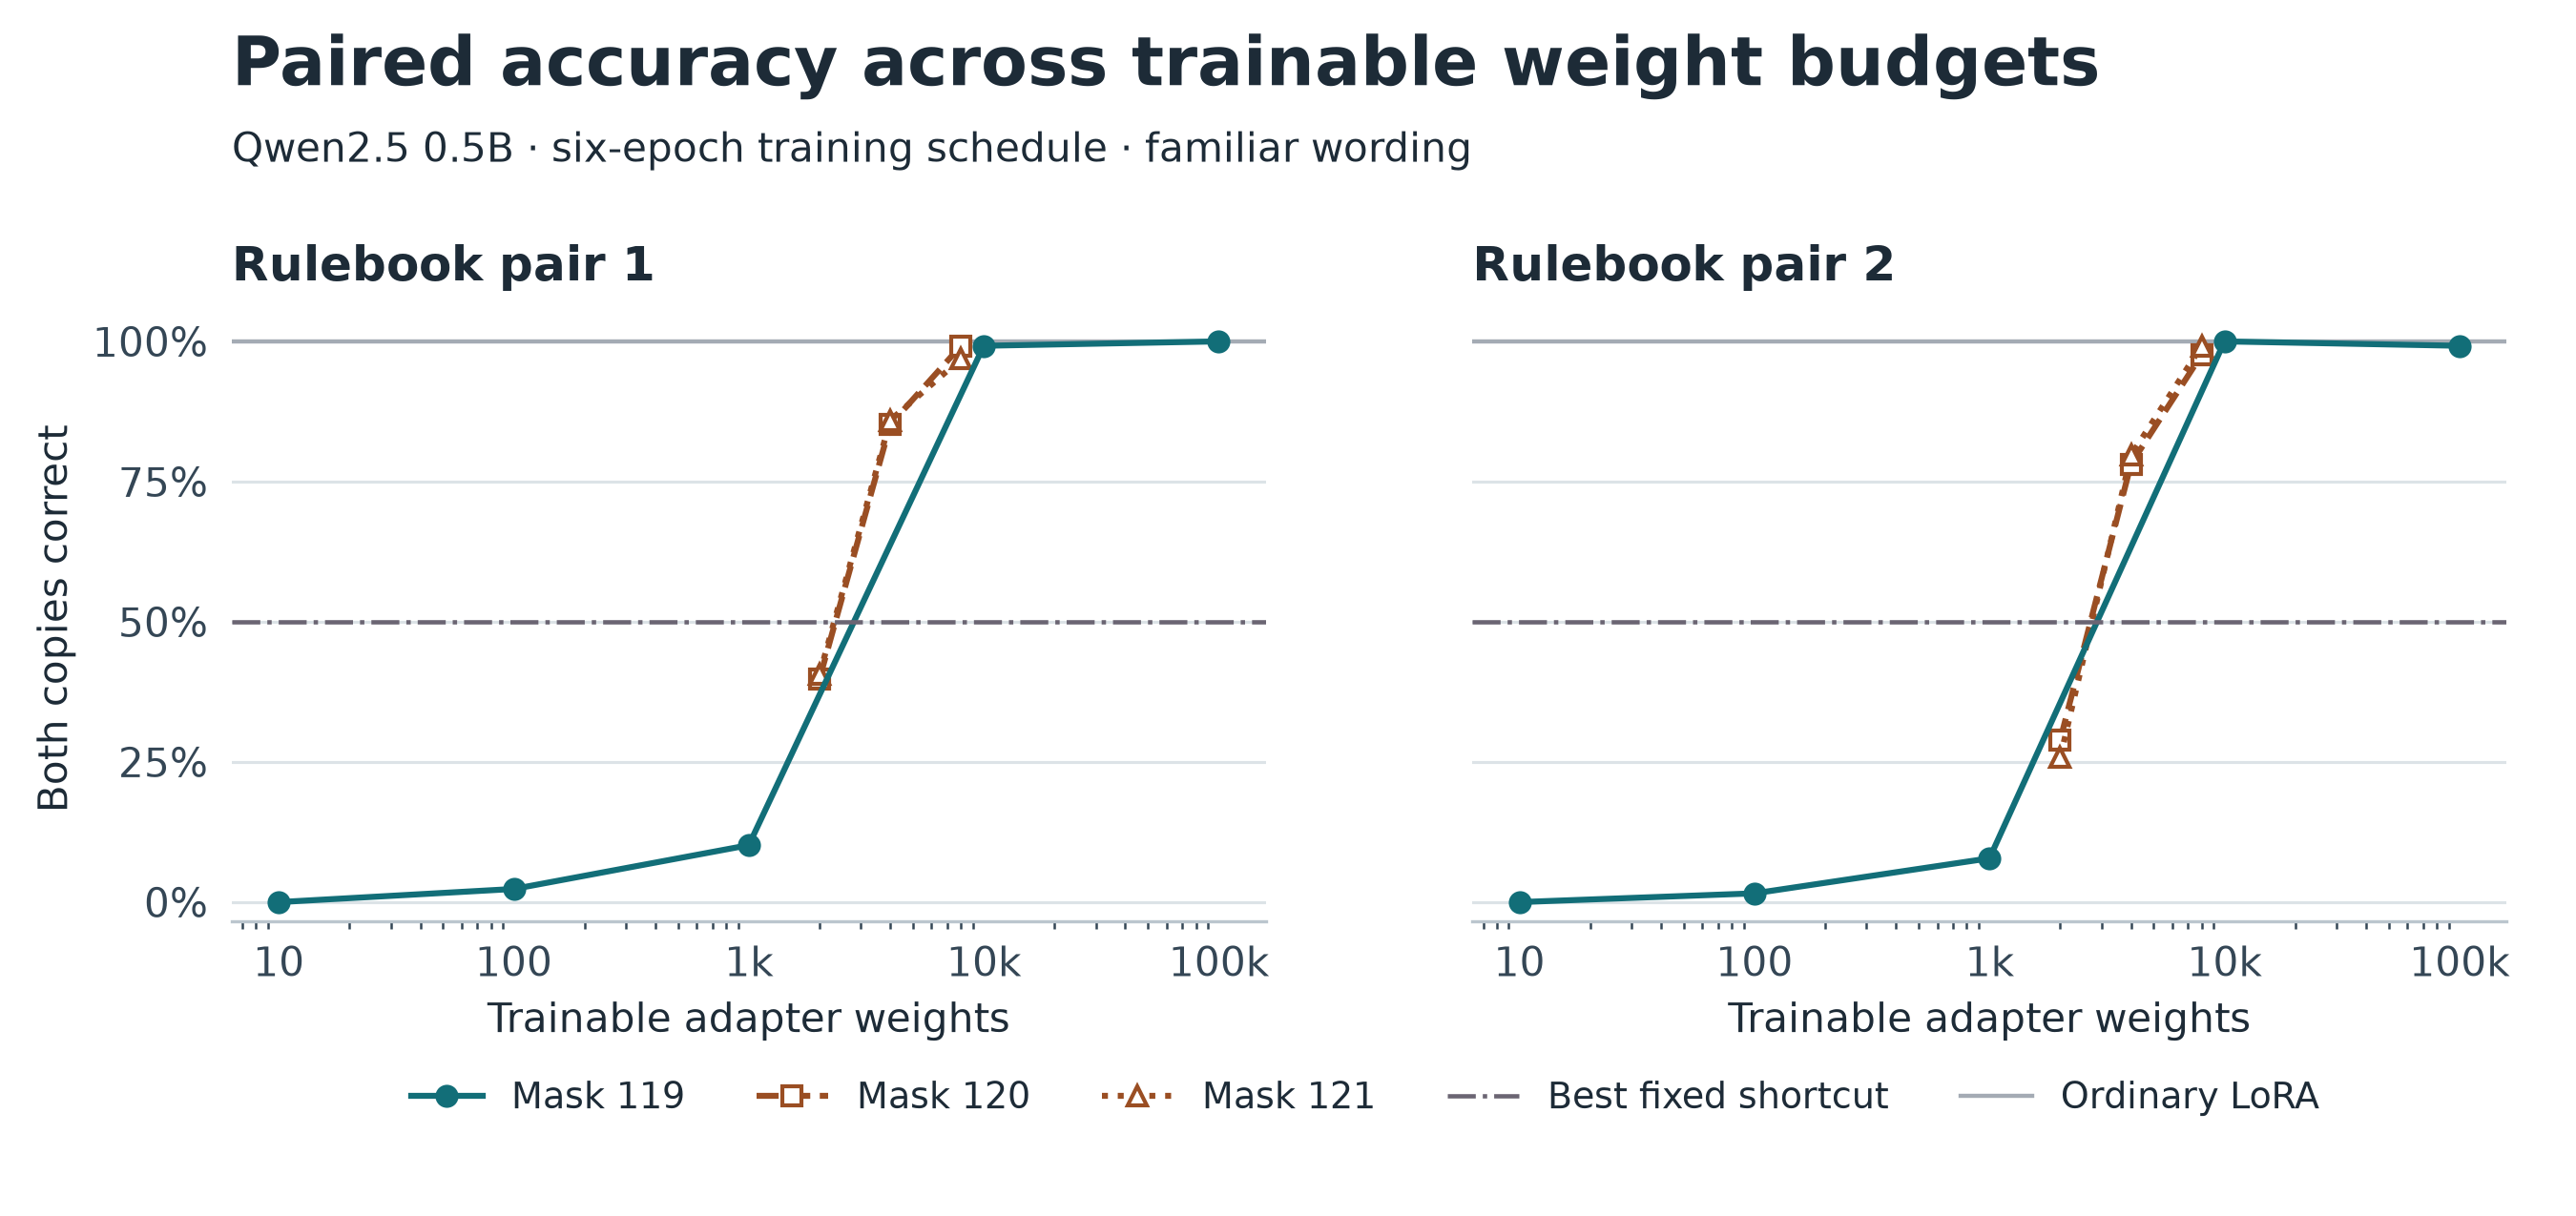 Paired accuracy across trainable weight budgets
Qwen2.5 0.5B · six-epoch training schedule · familiar wording
Rulebook pair 1
Rulebook pair 2
Both copies correct
100%
75%
50%
25%
0%
10 100 1k 10k 100k
10 100 1k 10k 100k
Trainable adapter weights
Trainable adapter weights
Mask 119 Mask 120 Mask 121 Best fixed shortcut Ordinary LoRA